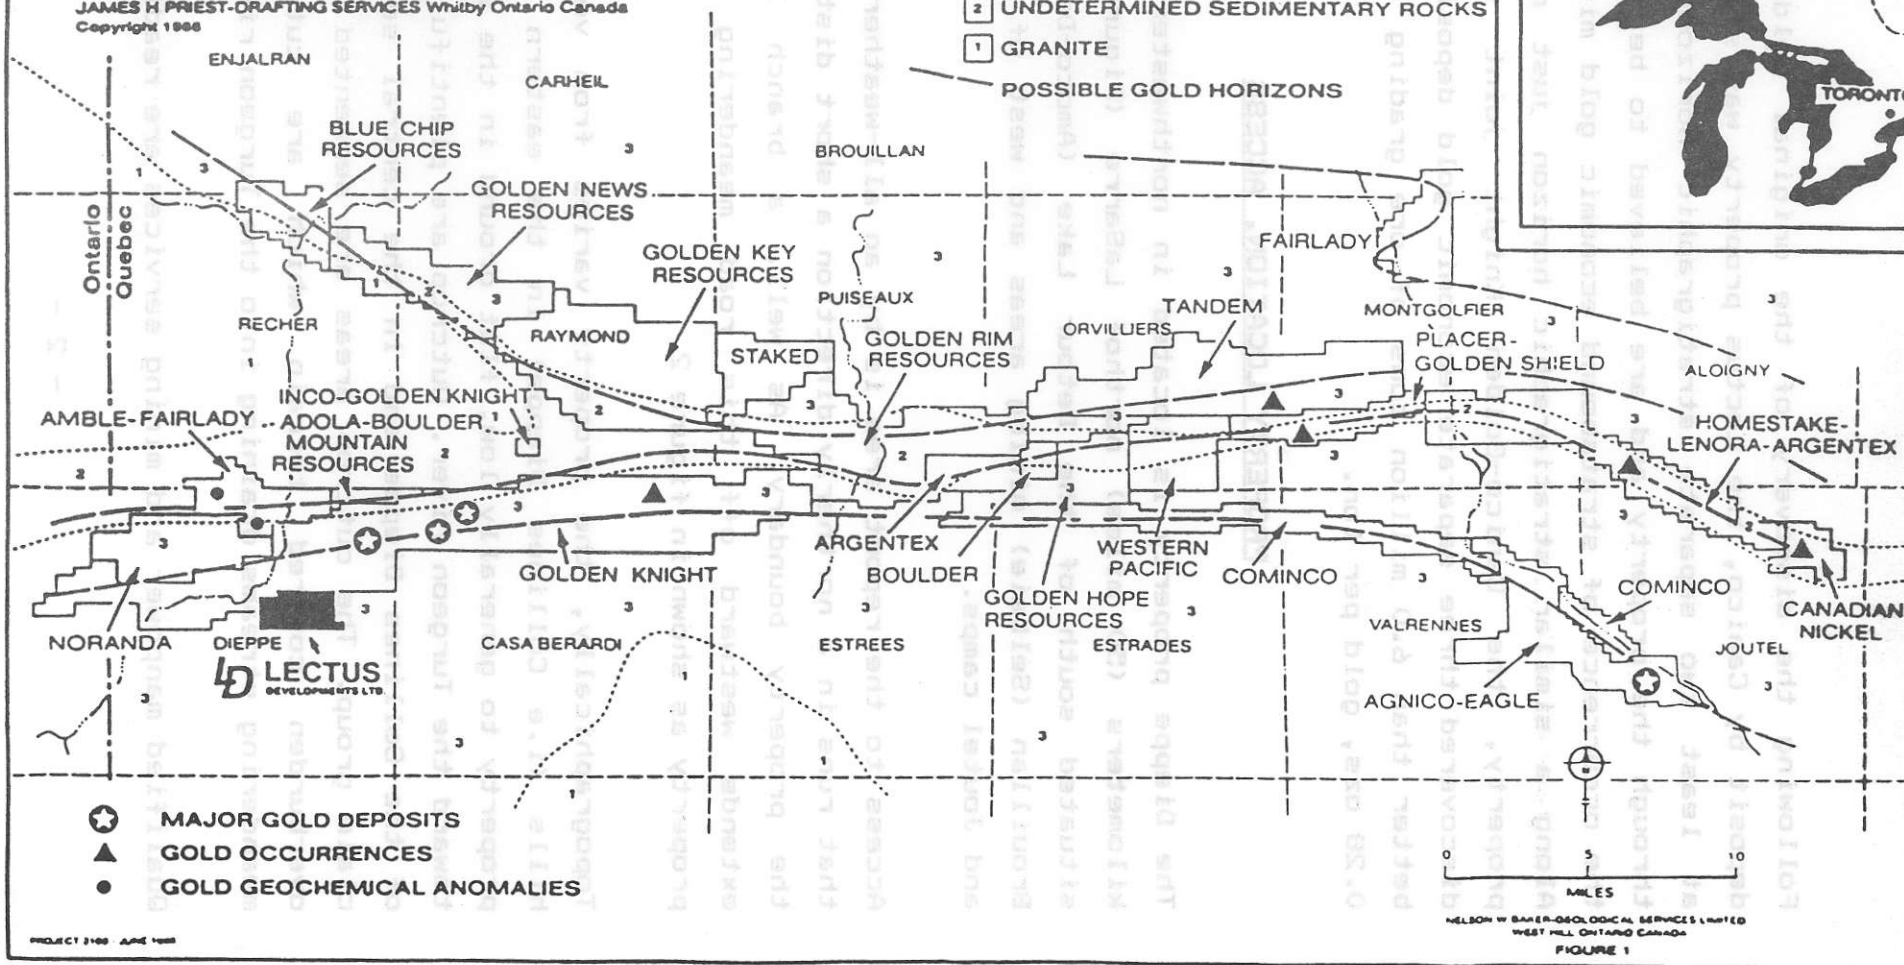 JAMES H PRIEST-DRAFTING SERVICES Whitby Ontario Canada
Copyright 1986
2 UNDETERMINED SEDIMENTARY ROCKS
1 GRANITE
POSSIBLE GOLD HORIZONS
TORONTO
ENJALRAN
CARHEIL
BROUILLAN
BLUE CHIP
RESOURCES
GOLDEN NEWS
RESOURCES
GOLDEN KEY
RESOURCES
Ontario
Quebec
FAIRLADY
RECHER
RAYMOND
PUISEAUX
GOLDEN RIM
RESOURCES
STAKED
ORVILLIERS
TANDEM
MONTGOLFIER
PLACER-
GOLDEN SHIELD
ALOIGNY
INCO-GOLDEN KNIGHT
AMBLE-FAIRLADY
ADOLA-BOULDER
MOUNTAIN
RESOURCES
HOMESTAKE-
LENORA-ARGENTEX
ARGENTEX
BOULDER
GOLDEN KNIGHT
GOLDEN HOPE
RESOURCES
WESTERN
PACIFIC
COMINCO
COMINCO
CANADIAN
NICKEL
NORANDA
DIEPPE
LD LECTUS
DEVELOPMENTS LTD.
CASA BERARDI
ESTREES
ESTRADES
VALRENNES
JOUTEL
AGNICO-EAGLE
MAJOR GOLD DEPOSITS
GOLD OCCURRENCES
GOLD GEOCHEMICAL ANOMALIES
0 5 10
MILES
NELSON W BAKER-GEOLOGICAL SERVICES LIMITED
WEST HILL ONTARIO CANADA
FIGURE 1